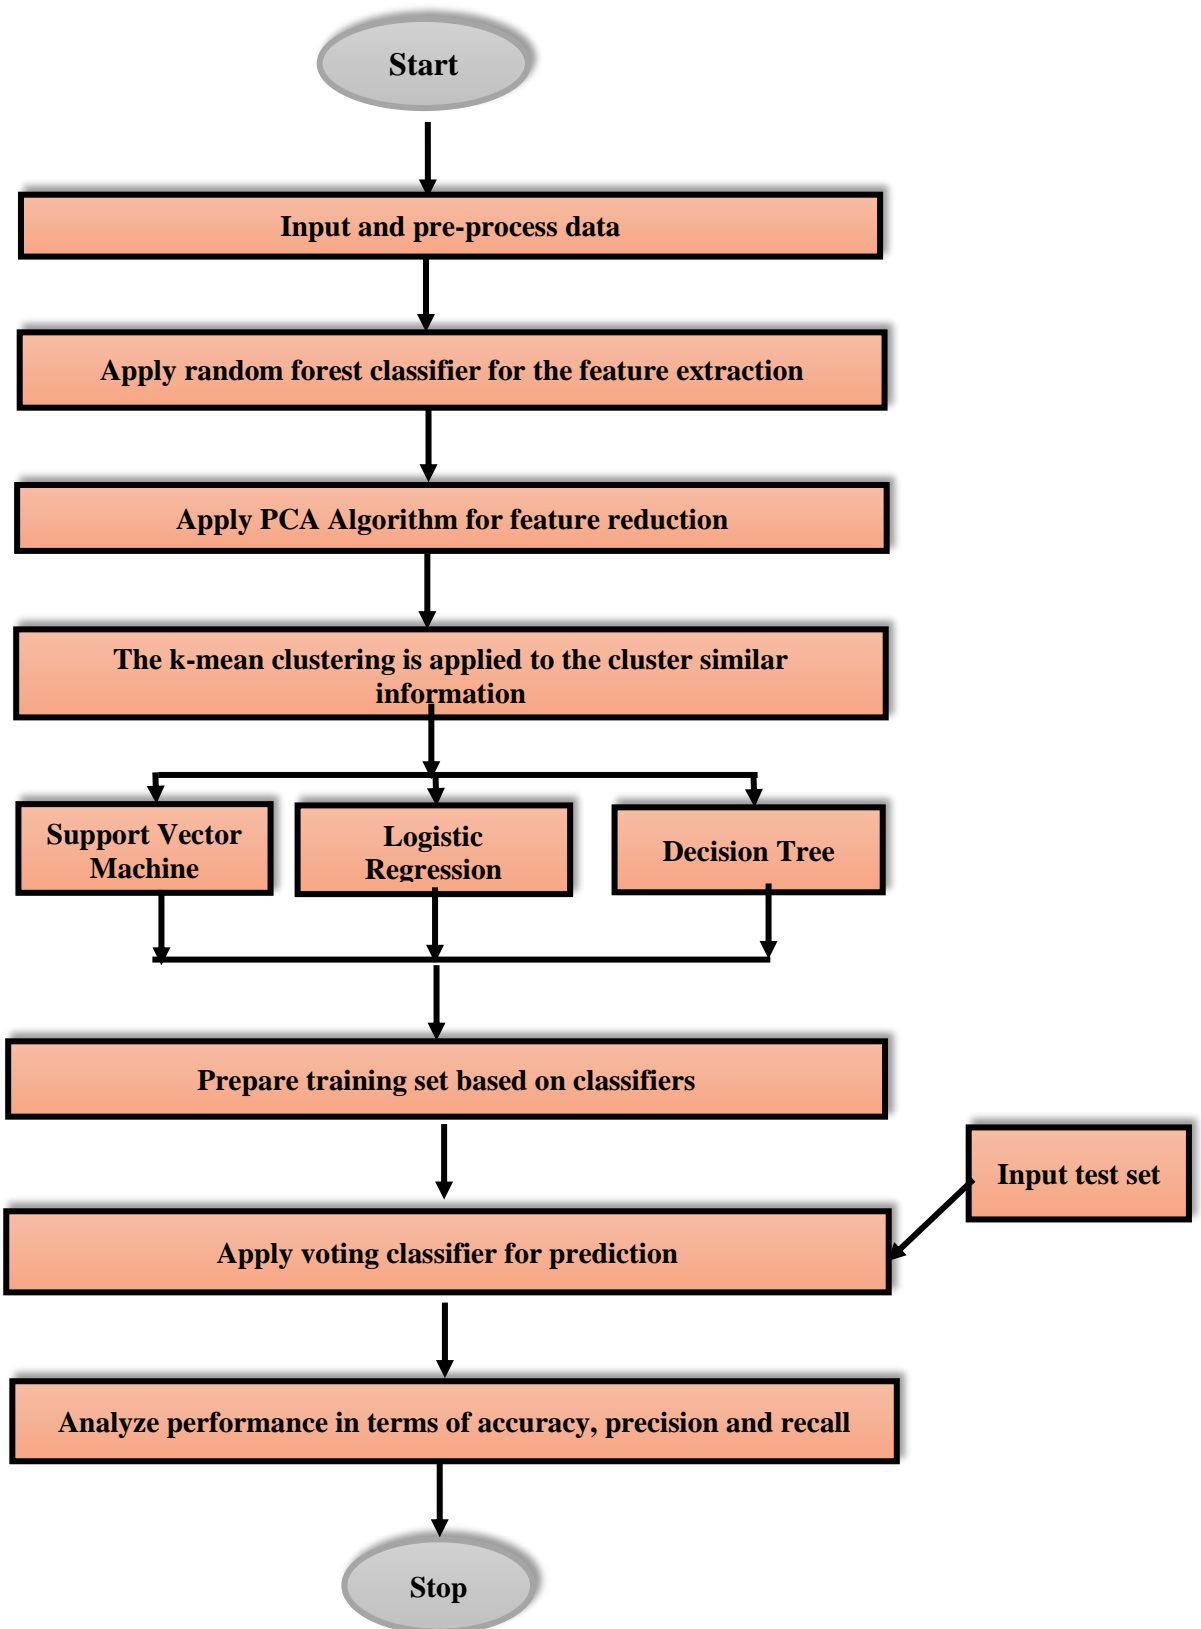 Start
Input and pre-process data
Apply random forest classifier for the feature extraction
Apply PCA Algorithm for feature reduction
The k-mean clustering is applied to the cluster similar
information
Support Vector
Machine
Logistic
Regression
Decision Tree
Prepare training set based on classifiers
Input test set
Apply voting classifier for prediction
Analyze performance in terms of accuracy, precision and recall
Stop